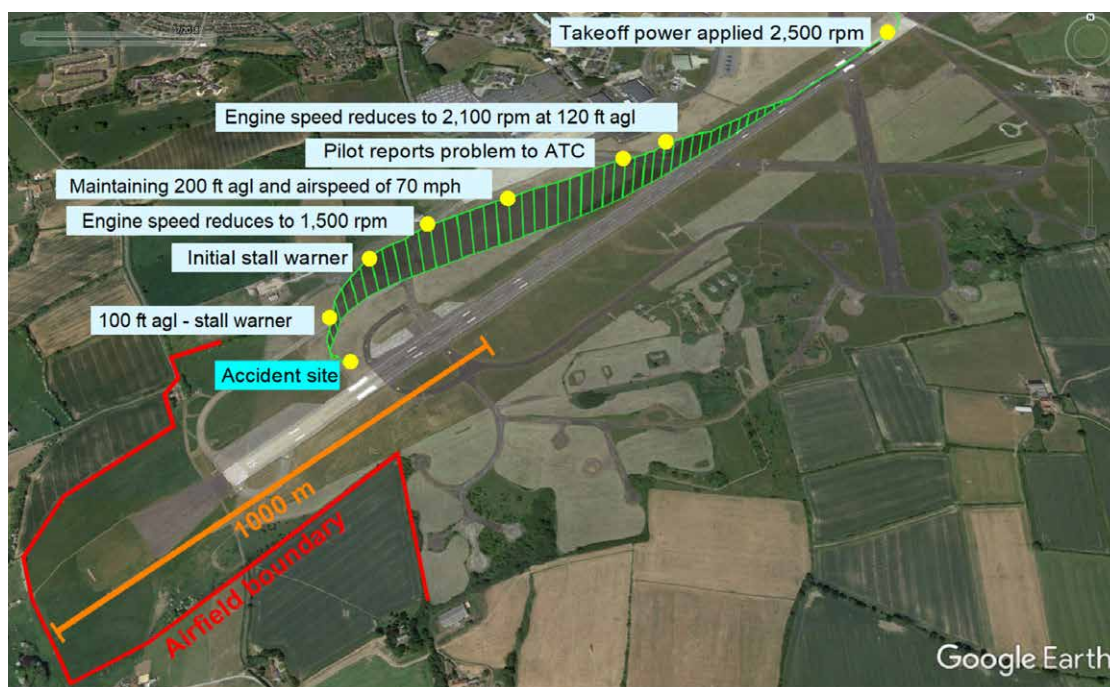 Takeoff power applied 2,500 rpm
Engine speed reduces to 2,100 rpm at 120 ft agl
Pilot reports problem to ATC
Maintaining 200 ft agl and airspeed of 70 mph
Engine speed reduces to 1,500 rpm
Initial stall warner
100 ft agl - stall warner
Accident site
1000 m
Airfield boundary
Google Earth